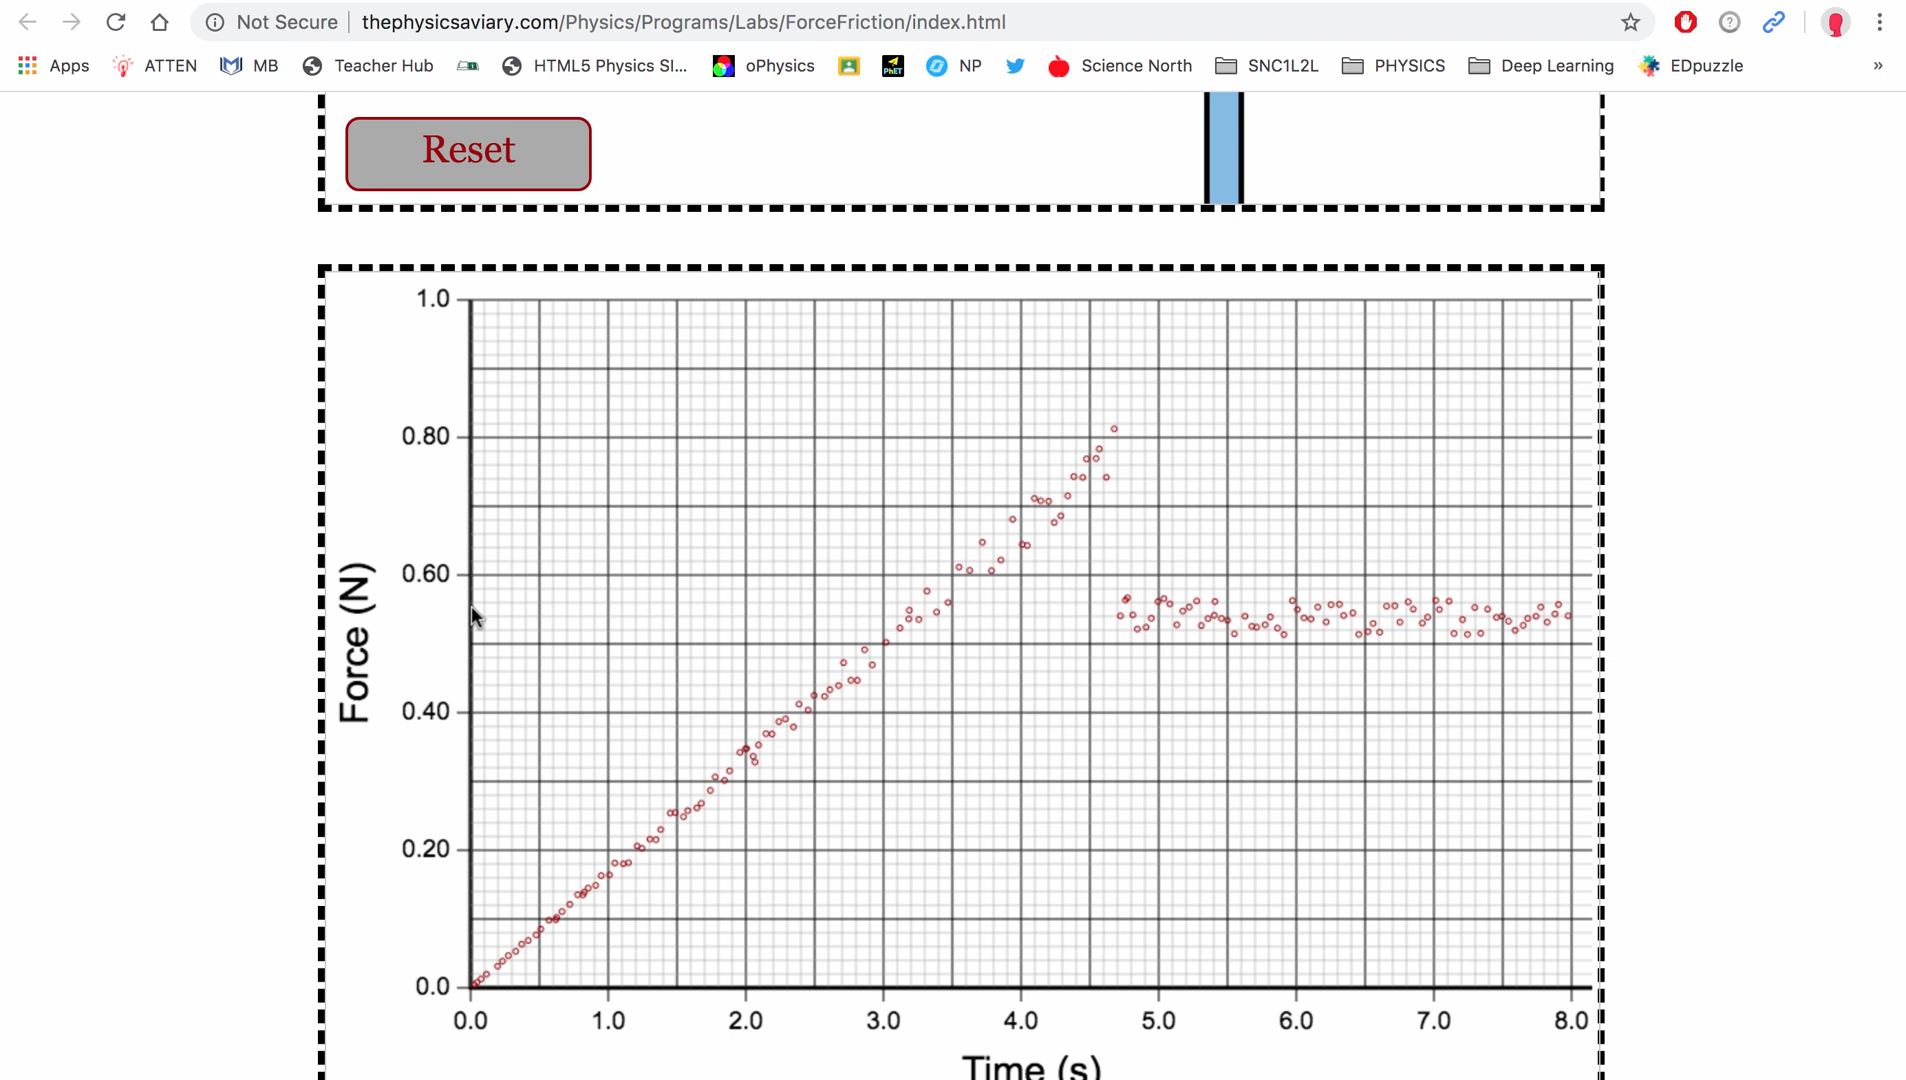 Not Secure thephysicsaviary.com/Physics/Programs/Labs/ForceFriction/index.html
Apps ATTEN MB Teacher Hub HTML5 Physics SI... oPhysics PhET NP Science North SNC1L2L PHYSICS Deep Learning EDpuzzle »
Reset
1.0
0.80
0.60
0.40
0.20
0.0
Force (N)
0.0 1.0 2.0 3.0 4.0 5.0 6.0 7.0 8.0
Time (s)